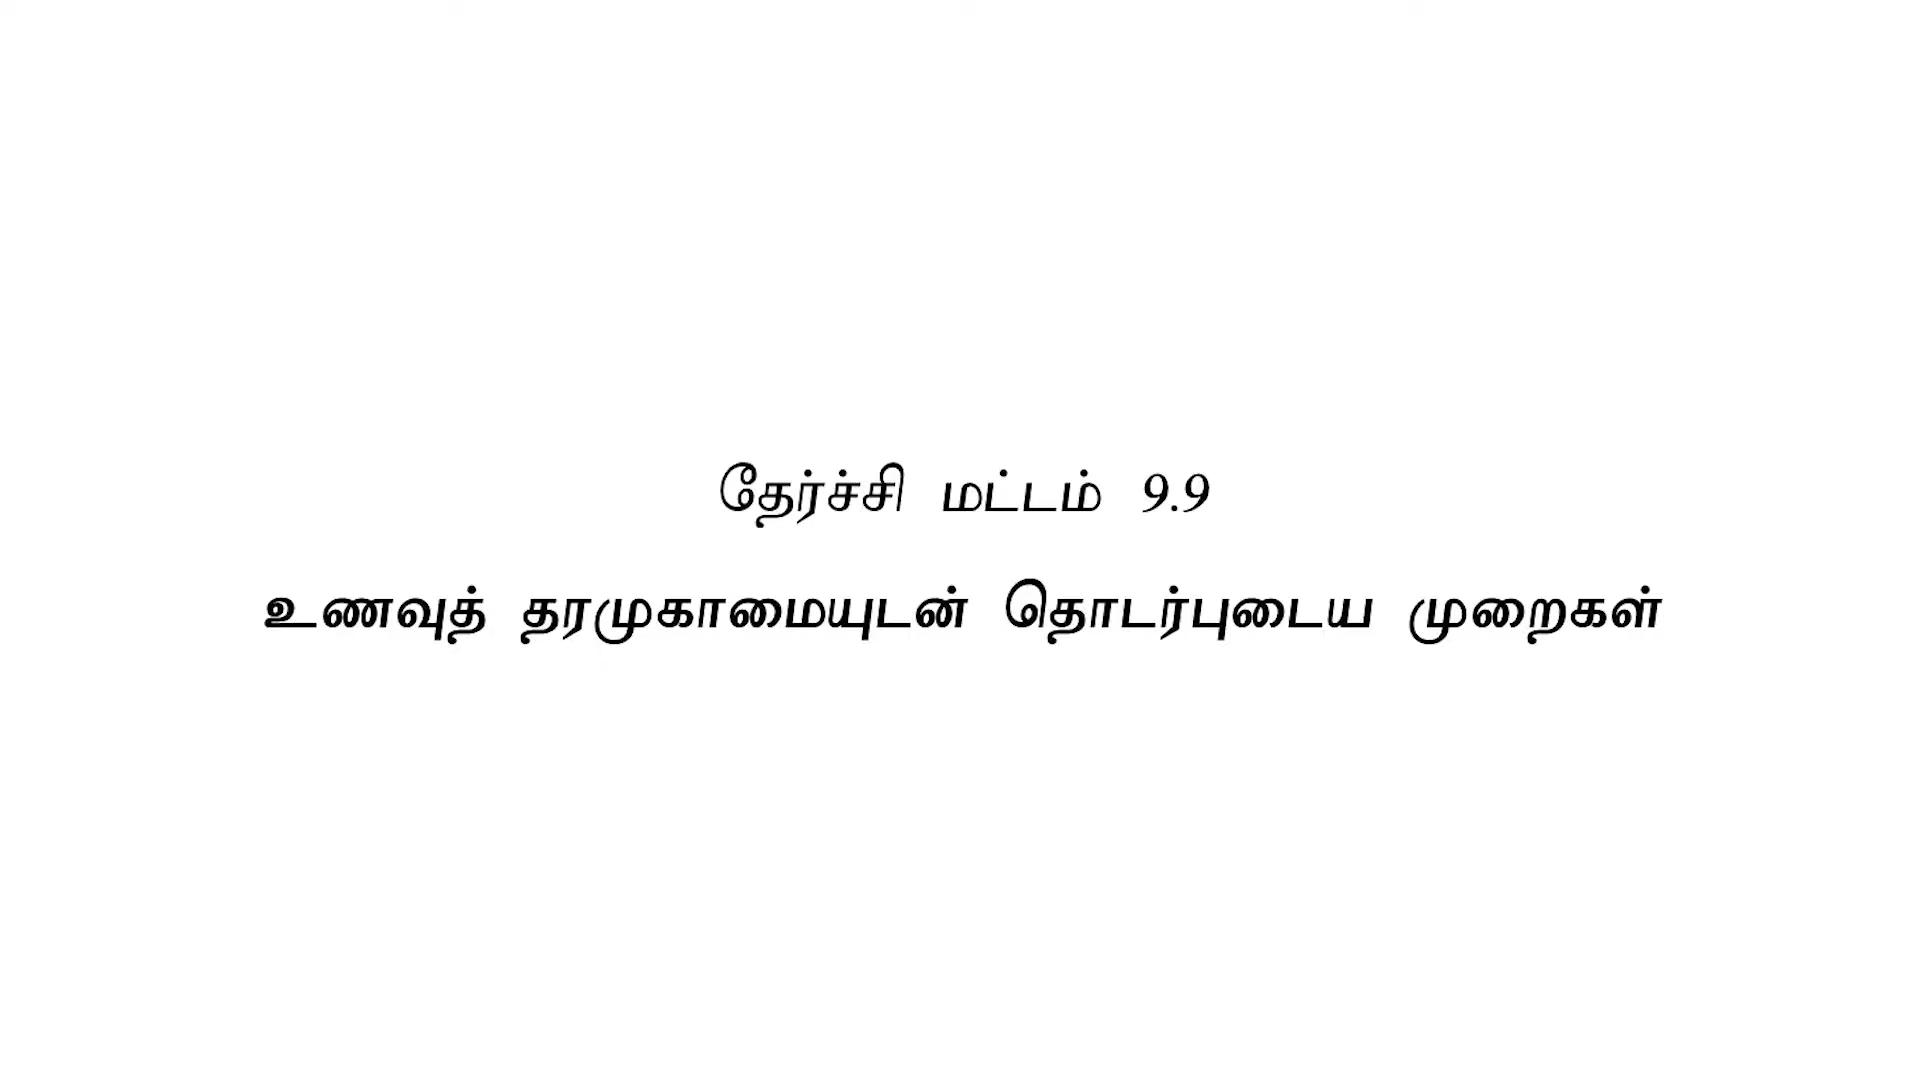 தேர்ச்சி மட்டம் 9.9
உணவுத் தரமுகாமையுடன் தொடர்புடைய முறைகள்